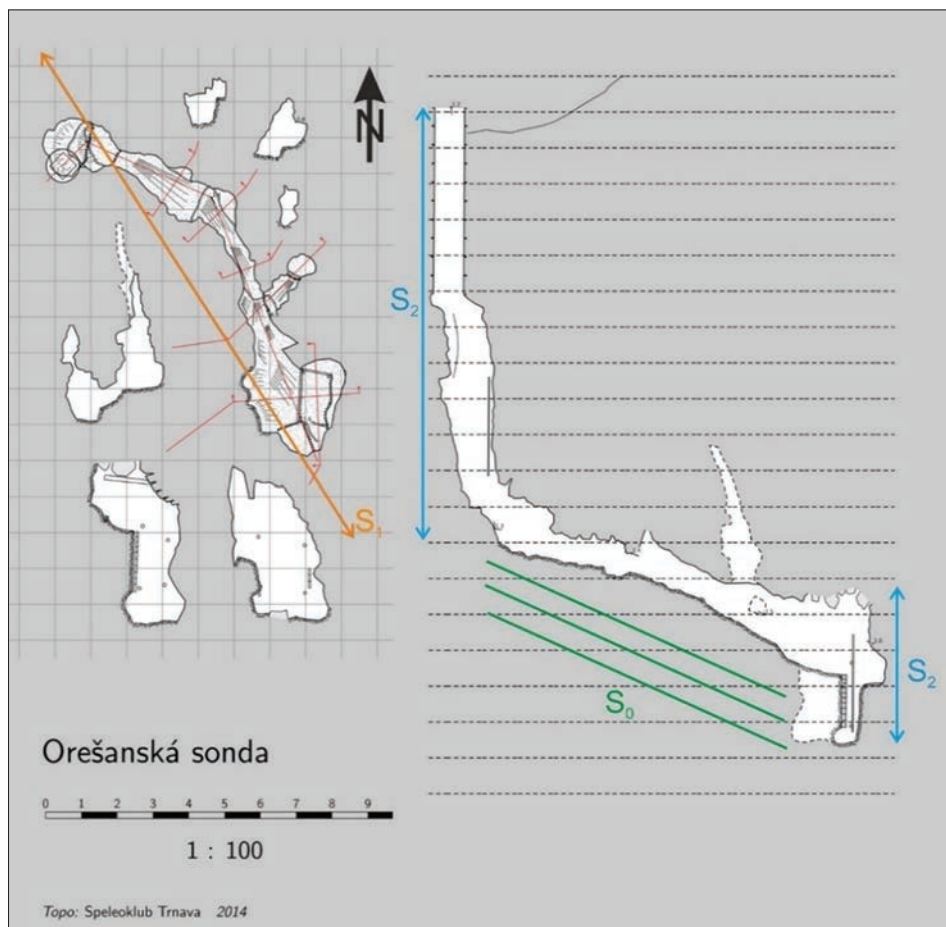 N
S₁
S₂
S₀
S₂
Orešanská sonda
0 1 2 3 4 5 6 7 8 9
1 : 100
Topo: Speleoklub Trnava 2014